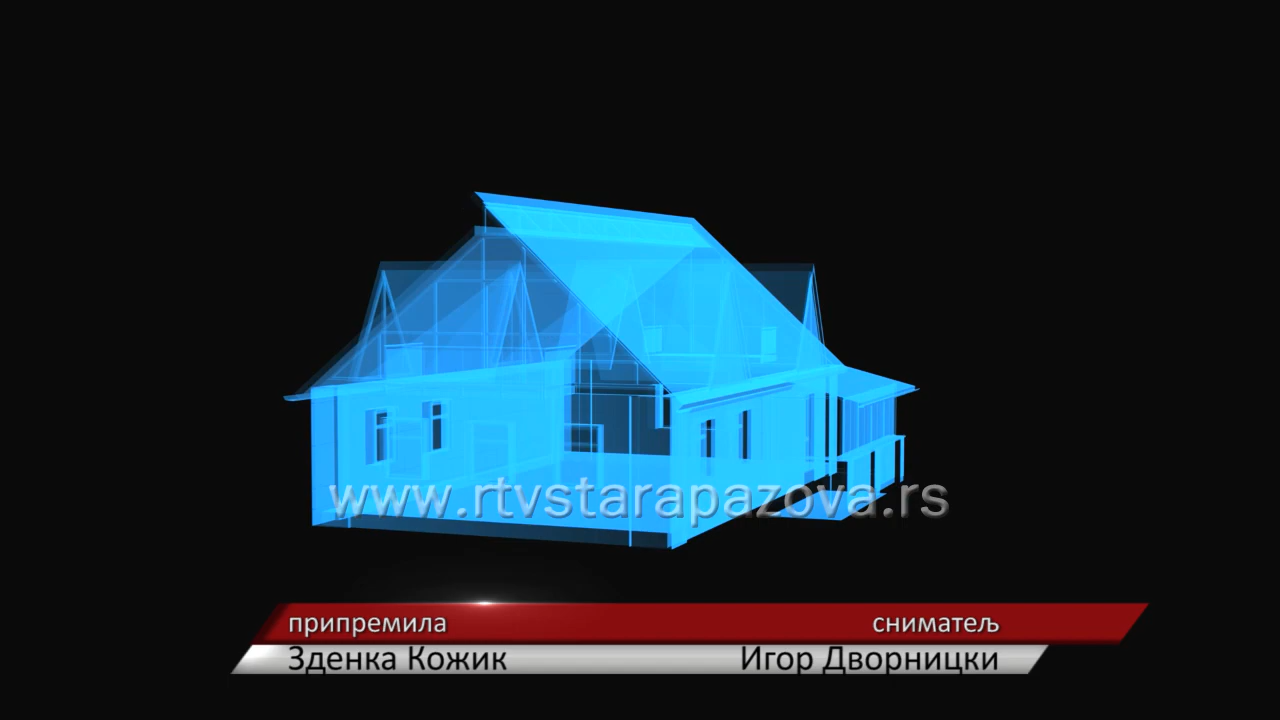 www.rtvstarapazova.rs
припремила
сниматељ
Зденка Кожик
Игор Дворницки